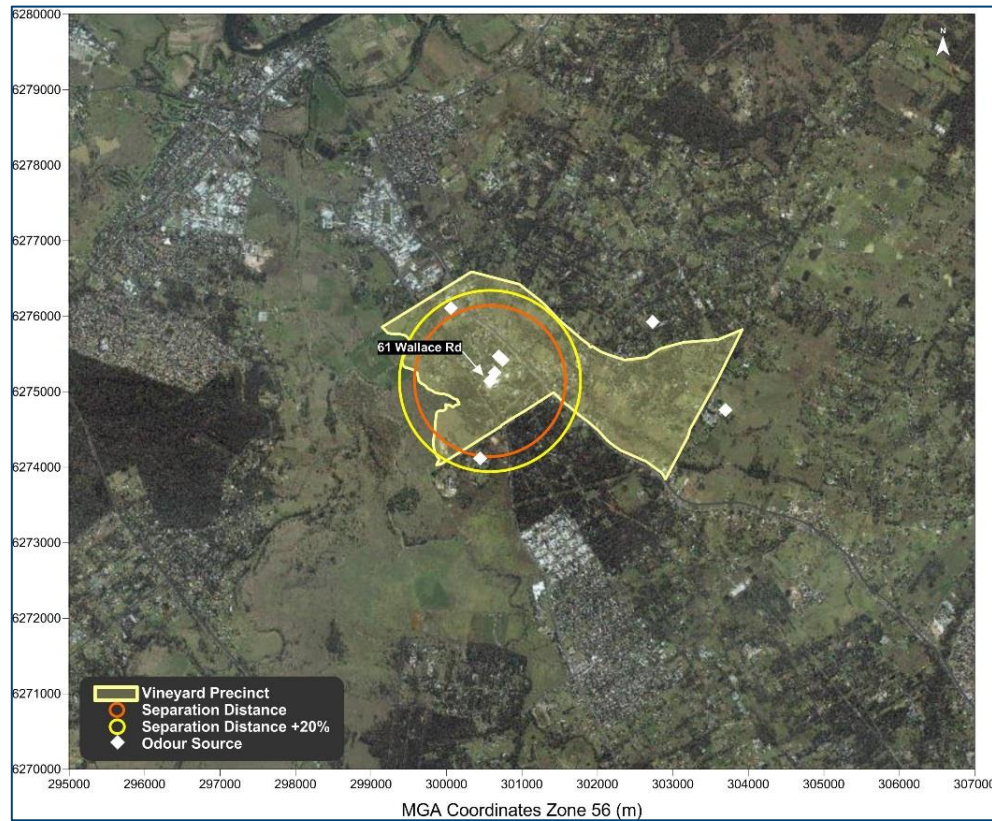 6280000
N
6279000
6278000
6277000
6276000
61 Wallace Rd
6275000
6274000
6273000
6272000
6271000
Vineyard Precinct
Separation Distance
Separation Distance +20%
Odour Source
6270000
295000 296000 297000 298000 299000 300000 301000 302000 303000 304000 305000 306000 307000
MGA Coordinates Zone 56 (m)